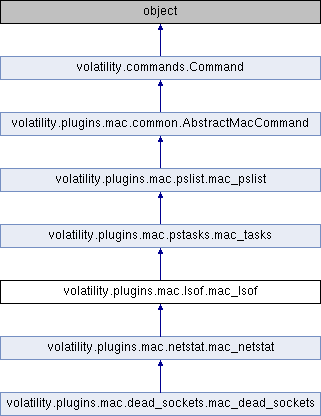 object
volatility.commands.Command
volatility.plugins.mac.common.AbstractMacCommand
volatility.plugins.mac.pslist.mac_pslist
volatility.plugins.mac.pstasks.mac_tasks
volatility.plugins.mac.lsof.mac_lsof
volatility.plugins.mac.netstat.mac_netstat
volatility.plugins.mac.dead_sockets.mac_dead_sockets